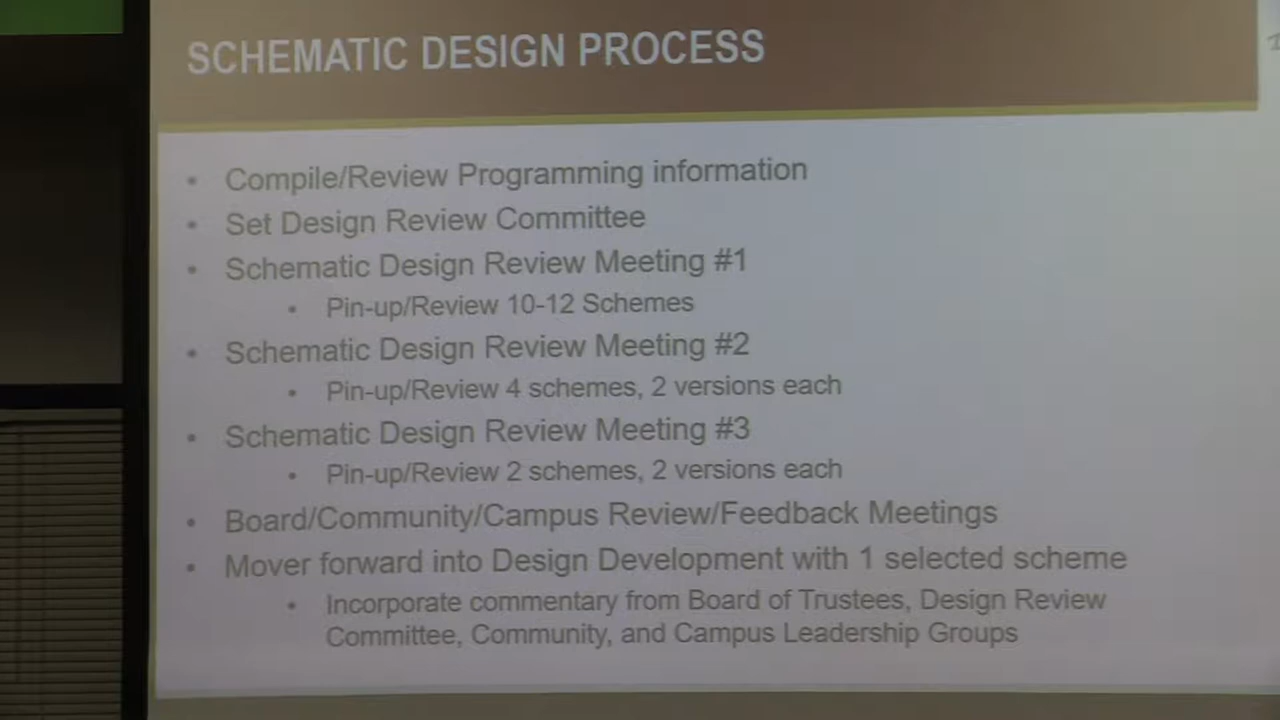 SCHEMATIC DESIGN PROCESS
• Compile/Review Programming information
• Set Design Review Committee
• Schematic Design Review Meeting #1
• Pin-up/Review 10-12 Schemes
• Schematic Design Review Meeting #2
• Pin-up/Review 4 schemes, 2 versions each
• Schematic Design Review Meeting #3
• Pin-up/Review 2 schemes, 2 versions each
• Board/Community/Campus Review/Feedback Meetings
• Mover forward into Design Development with 1 selected scheme
• Incorporate commentary from Board of Trustees, Design Review
Committee, Community, and Campus Leadership Groups